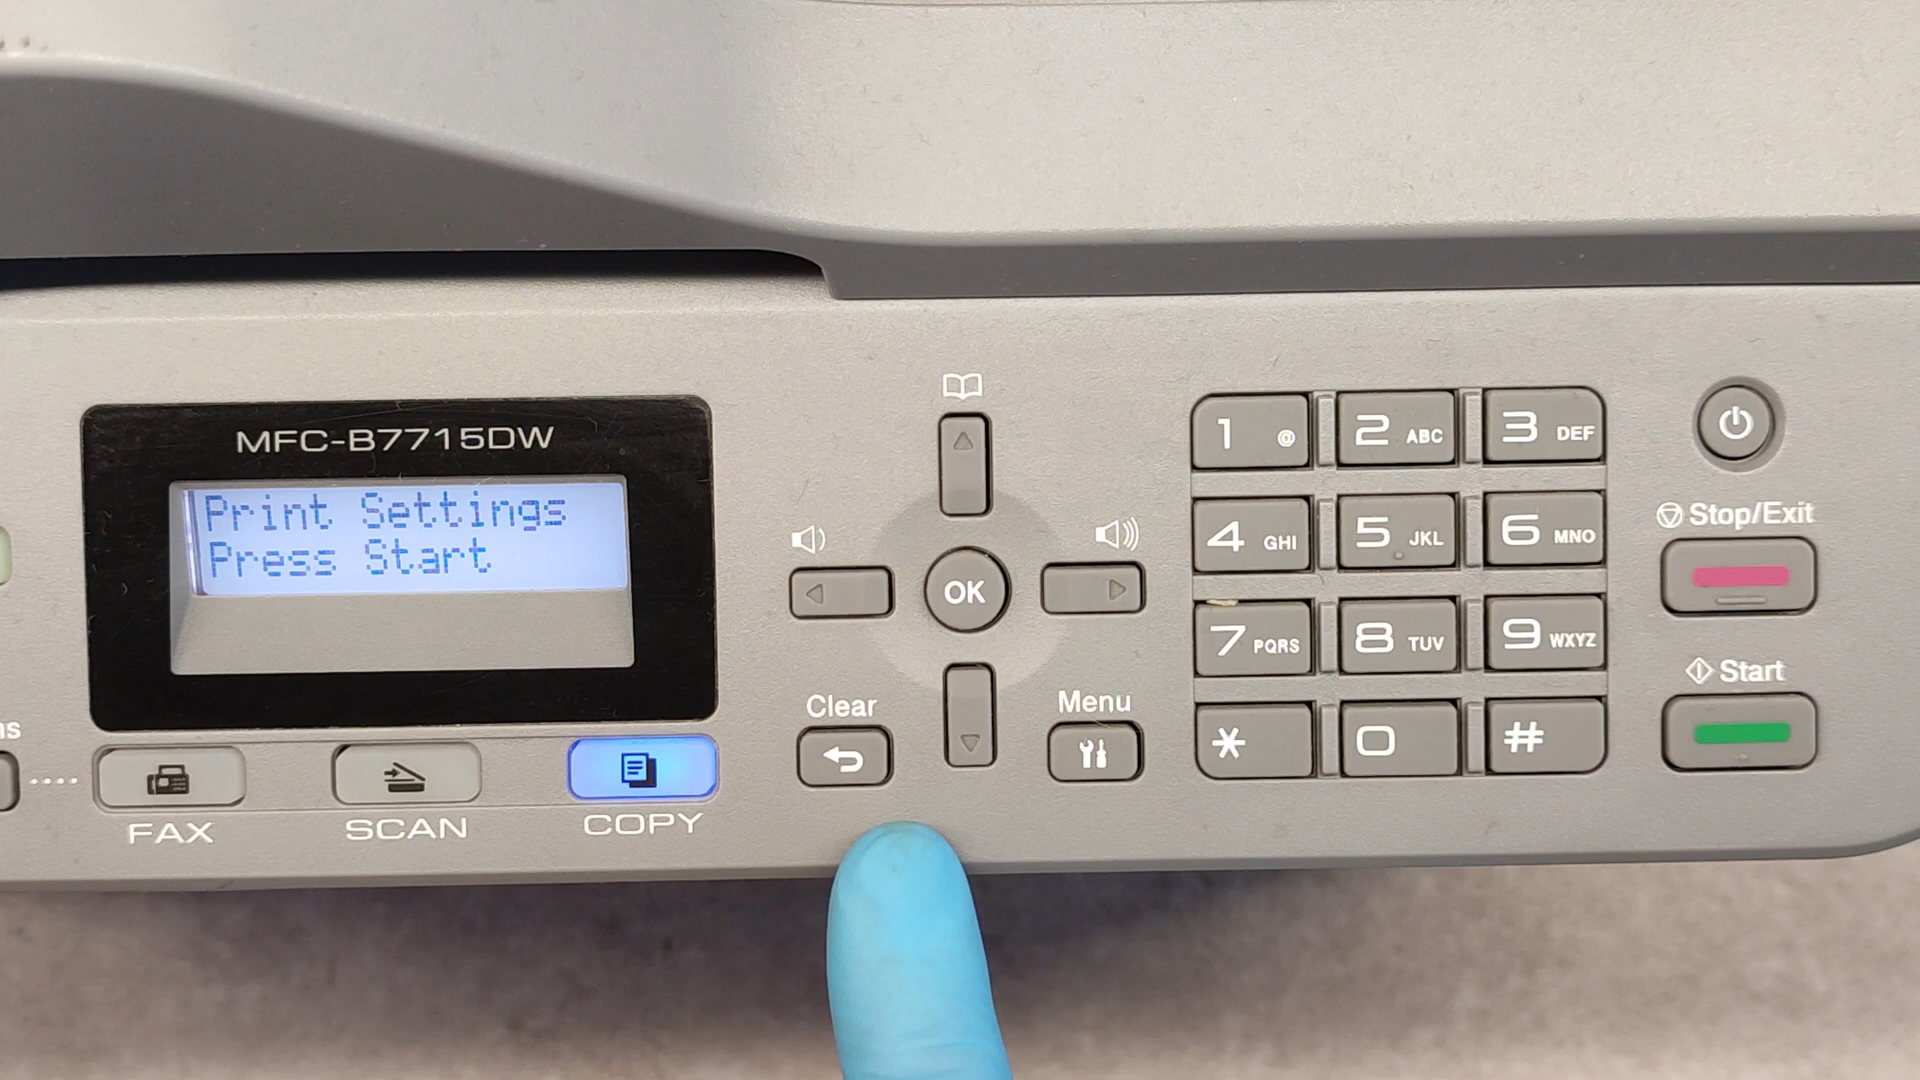 MFC-B7715DW
Print Settings
Press Start
FAX
SCAN
COPY
Clear
OK
Menu
1 @
2 ABC
3 DEF
4 GHI
5 JKL
6 MNO
7 PQRS
8 TUV
9 WXYZ
*
0
#
Stop/Exit
Start